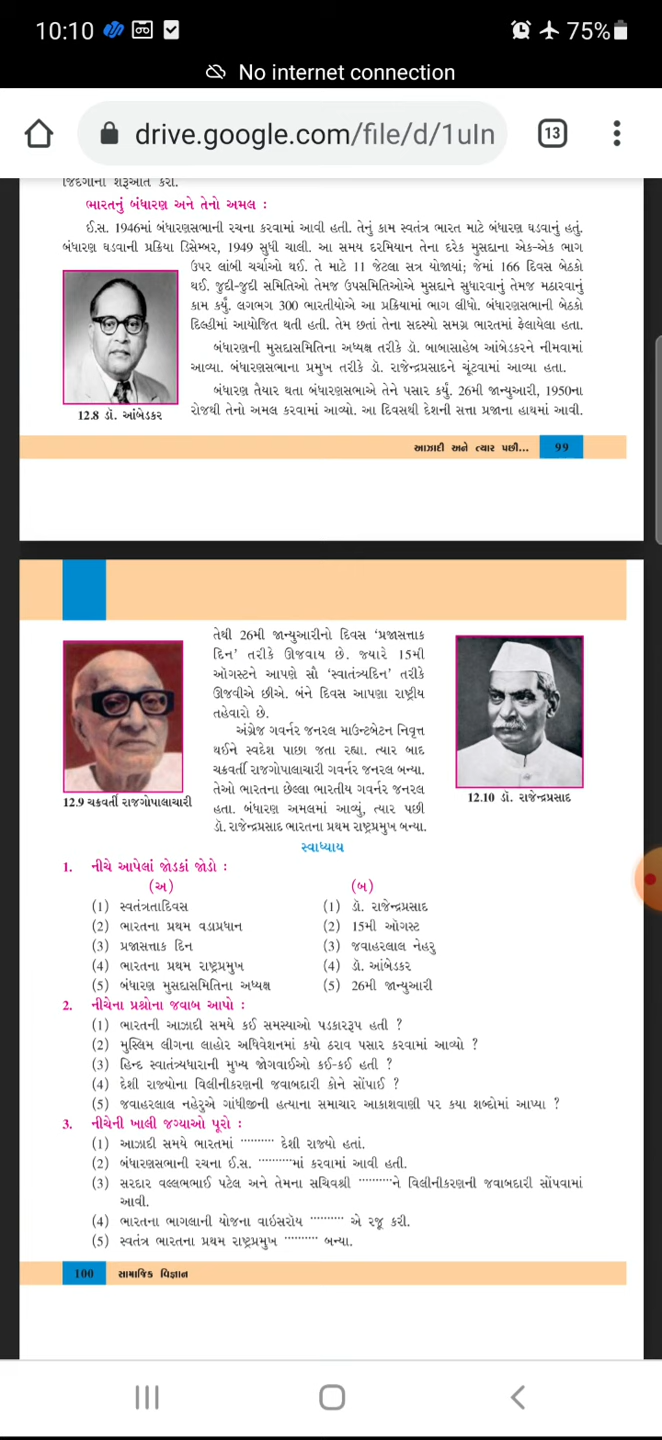 10:10
75%
No internet connection
drive.google.com/file/d/1uIn
13
જિંદગીની શરૂઆત કરી.
ભારતનું બંધારણ અને તેનો અમલ :
ઈ.સ. 1946માં બંધારણસભાની રચના કરવામાં આવી હતી. તેનું કામ સ્વતંત્ર ભારત માટે બંધારણ ઘડવાનું હતું.
બંધારણ ઘડવાની પ્રક્રિયા ડિસેમ્બર, 1949 સુધી ચાલી. આ સમય દરમિયાન તેના દરેક મુસદાના એક-એક ભાગ
ઉપર લાંબી ચર્ચાઓ થઈ. તે માટે 11 જેટલા સત્ર યોજાયાં; જેમાં 166 દિવસ બેઠકો
થઈ. જુદી-જુદી સમિતિઓ તેમજ ઉપસમિતિઓએ મુસદાને સુધારવાનું તેમજ મઠારવાનું
કામ કર્યું. લગભગ 300 ભારતીયોએ આ પ્રક્રિયામાં ભાગ લીધો. બંધારણસભાની બેઠકો
દિલ્હીમાં આયોજિત થતી હતી. તેમ છતાં તેના સદસ્યો સમગ્ર ભારતમાં ફેલાયેલા હતા.
બંધારણની મુસદાસમિતિના અધ્યક્ષ તરીકે ડૉ. બાબાસાહેબ આંબેડકરને નીમવામાં
આવ્યા. બંધારણસભાના પ્રમુખ તરીકે ડૉ. રાજેન્દ્રપ્રસાદને ચૂંટવામાં આવ્યા હતા.
બંધારણ તૈયાર થતા બંધારણસભાએ તેને પસાર કર્યું. 26મી જાન્યુઆરી, 1950ના
રોજથી તેનો અમલ કરવામાં આવ્યો. આ દિવસથી દેશની સત્તા પ્રજાના હાથમાં આવી.
12.8 ડૉ. આંબેડકર
આઝાદી અને ત્યાર પછી... 99
તેથી 26મી જાન્યુઆરીનો દિવસ ‘પ્રજાસત્તાક
દિન’ તરીકે ઊજવાય છે. જ્યારે 15મી
ઑગસ્ટને આપણે સૌ ‘સ્વાતંત્ર્યદિન’ તરીકે
ઊજવીએ છીએ. બંને દિવસ આપણા રાષ્ટ્રીય
તહેવારો છે.
અંગ્રેજ ગવર્નર જનરલ માઉન્ટબેટન નિવૃત્ત
થઈને સ્વદેશ પાછા જતા રહ્યા. ત્યાર બાદ
ચક્રવર્તી રાજગોપાલાચારી ગવર્નર જનરલ બન્યા.
તેઓ ભારતના છેલ્લા ભારતીય ગવર્નર જનરલ
હતા. બંધારણ અમલમાં આવ્યું, ત્યાર પછી
ડૉ. રાજેન્દ્રપ્રસાદ ભારતના પ્રથમ રાષ્ટ્રપ્રમુખ બન્યા.
12.9 ચક્રવર્તી રાજગોપાલાચારી
12.10 ડૉ. રાજેન્દ્રપ્રસાદ
સ્વાધ્યાય
1. નીચે આપેલાં જોડકાં જોડો :
(અ) (બ)
(1) સ્વતંત્રતાદિવસ (1) ડૉ. રાજેન્દ્રપ્રસાદ
(2) ભારતના પ્રથમ વડાપ્રધાન (2) 15મી ઑગસ્ટ
(3) પ્રજાસત્તાક દિન (3) જવાહરલાલ નેહરુ
(4) ભારતના પ્રથમ રાષ્ટ્રપ્રમુખ (4) ડૉ. આંબેડકર
(5) બંધારણ મુસદાસમિતિના અધ્યક્ષ (5) 26મી જાન્યુઆરી
2. નીચેના પ્રશ્નોના જવાબ આપો :
(1) ભારતની આઝાદી સમયે કઈ સમસ્યાઓ પડકારરૂપ હતી ?
(2) મુસ્લિમ લીગના લાહોર અધિવેશનમાં કયો ઠરાવ પસાર કરવામાં આવ્યો ?
(3) હિન્દ સ્વાતંત્ર્યધારાની મુખ્ય જોગવાઈઓ કઈ-કઈ હતી ?
(4) દેશી રાજ્યોના વિલીનીકરણની જવાબદારી કોને સોંપાઈ ?
(5) જવાહરલાલ નહેરુએ ગાંધીજીની હત્યાના સમાચાર આકાશવાણી પર કયા શબ્દોમાં આપ્યા ?
3. નીચેની ખાલી જગ્યાઓ પૂરો :
(1) આઝાદી સમયે ભારતમાં .......... દેશી રાજ્યો હતાં.
(2) બંધારણસભાની રચના ઈ.સ. ..........માં કરવામાં આવી હતી.
(3) સરદાર વલ્લભભાઈ પટેલ અને તેમના સચિવશ્રી ..........ને વિલીનીકરણની જવાબદારી સોંપવામાં
આવી.
(4) ભારતના ભાગલાની યોજના વાઇસરૉય .......... એ રજૂ કરી.
(5) સ્વતંત્ર ભારતના પ્રથમ રાષ્ટ્રપ્રમુખ .......... બન્યા.
100 સામાજિક વિજ્ઞાન